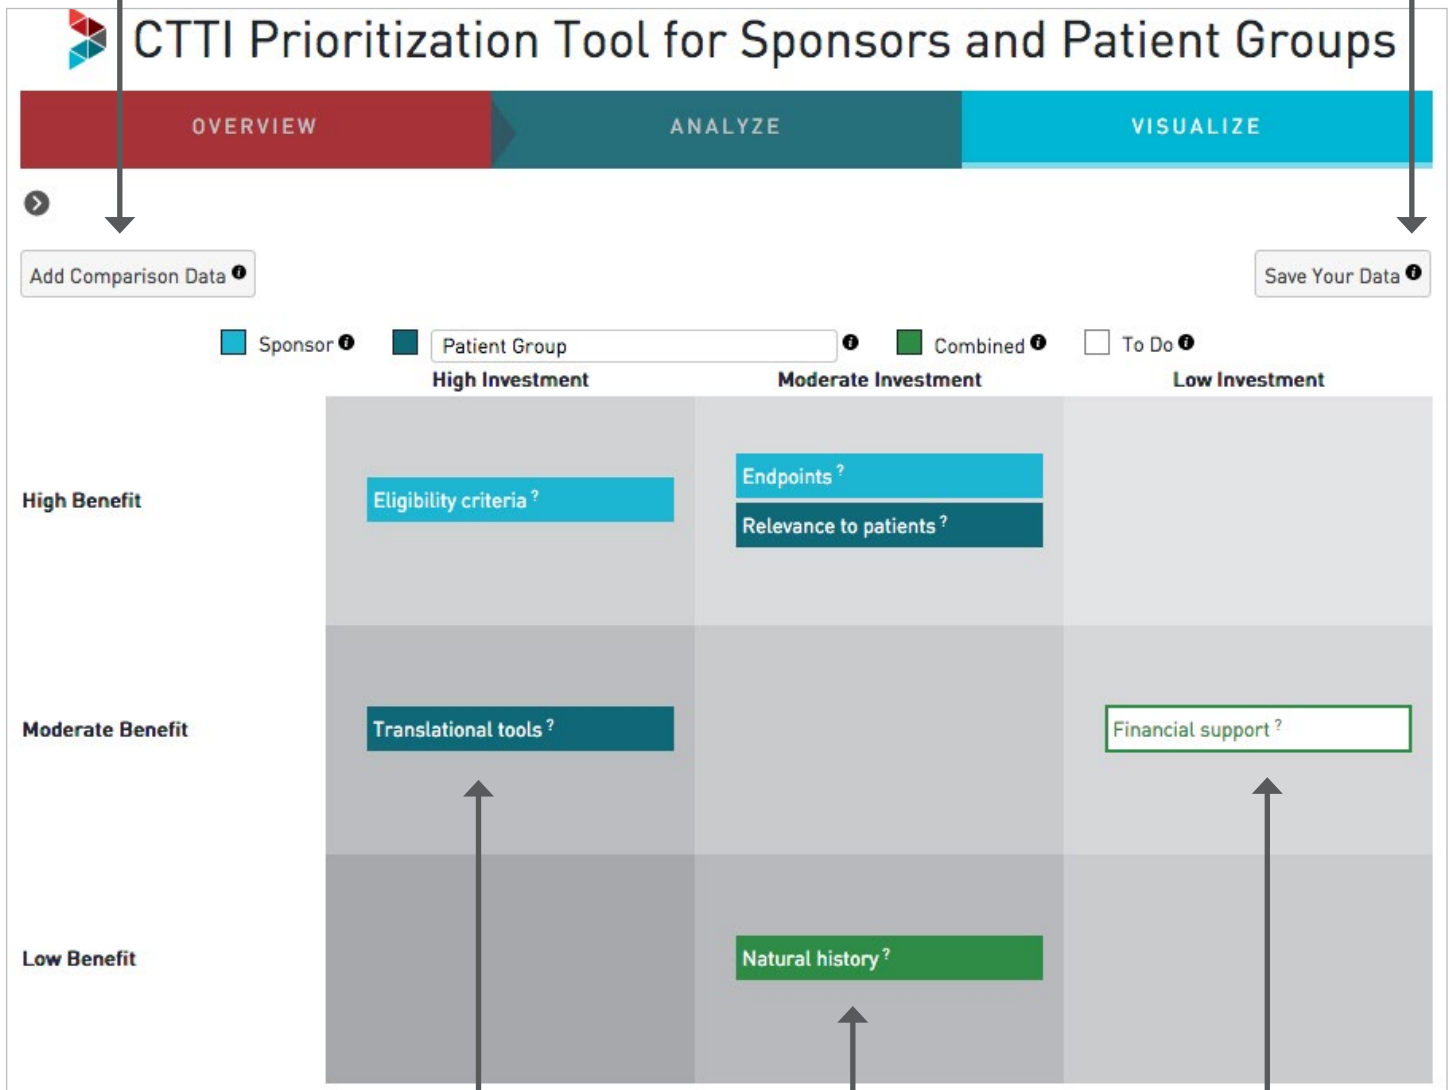 CTTI Prioritization Tool for Sponsors and Patient Groups
OVERVIEW ANALYZE VISUALIZE
Add Comparison Data i Save Your Data i
Sponsor i Patient Group i Combined i To Do i
High Investment Moderate Investment Low Investment
High Benefit
Eligibility criteria ?
Endpoints ?
Relevance to patients ?
Moderate Benefit
Translational tools ?
Financial support ?
Low Benefit
Natural history ?